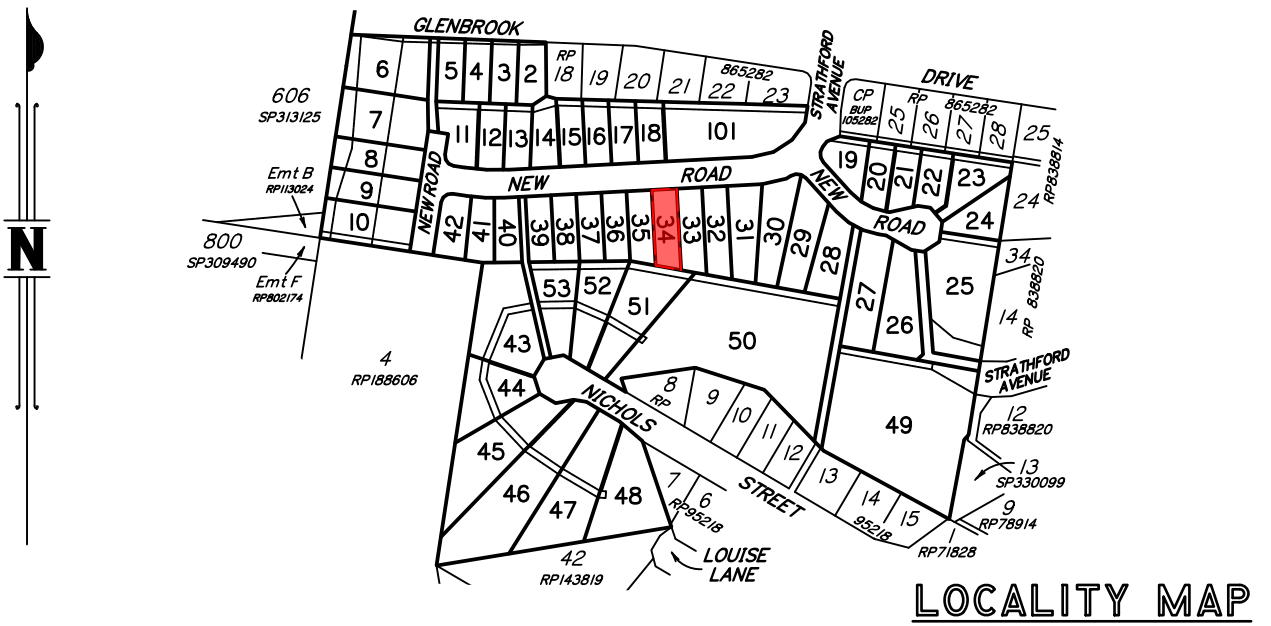 GLENBROOK
STRATHFORD
AVENUE
DRIVE
6
5 4 3 2
RP
18 19 20 21
865282
22 23
CP
BUP
105282
RP
865282
25 26 27 28
25
RP838814
606
SP313125
7
11 12 13 14 15 16 17 18
101
8
9
10
NEW ROAD
NEW ROAD
19 20 21 22 23
24
24
NEW ROAD
Emt B
RP113024
800
SP309490
Emt F
RP802174
42 41 40 39 38 37 36 35 34 33 32 31 30 29 28
27
26
25
34
RP 838820
14
N
53 52 51
50
43
44
45
46
47
48
4
RP188606
NICHOLS
STREET
8
RP
9 10 11 12 13 14 15
95218
49
STRATHFORD
AVENUE
12
RP838820
13
SP330099
9
RP78914
1
RP71828
7
6
RP95218
42
RP143819
LOUISE
LANE
LOCALITY MAP